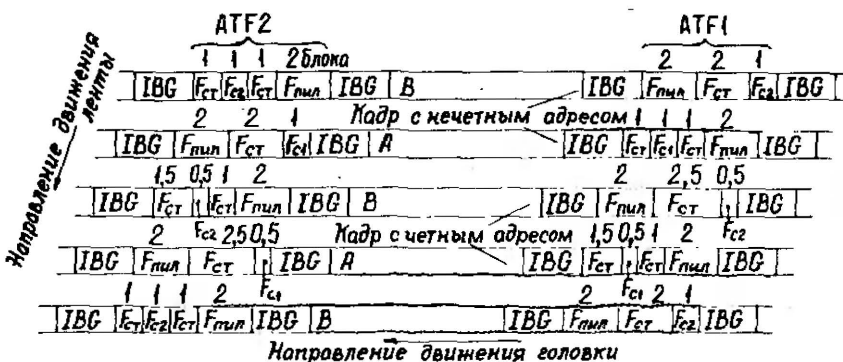 ATF2 ATF1
1 1 1 2 блока 2 2 1
IBG Fст Fс2 Fст Fпил IBG B IBG Fпил Fст Fс2 IBG
2 2 1 Кадр с нечетным адресом 1 1 1 2
IBG Fпил Fст Fс1 IBG A IBG Fст Fс1 Fст Fпил IBG
1,5 0,5 1 2 2 2,5 0,5
IBG Fст Fст Fпил IBG B IBG Fпил Fст IBG
2 Fс2 2,5 0,5 Кадр с четным адресом 1,5 0,5 1 2 Fс2
IBG Fпил Fст IBG A IBG Fст Fст Fпил IBG
1 1 1 2 Fс1 2 Fс1 2 1
IBG Fст Fс2 Fст Fпил IBG B IBG Fпил Fст Fс2 IBG
Направление движения головки
Направление движения
ленты